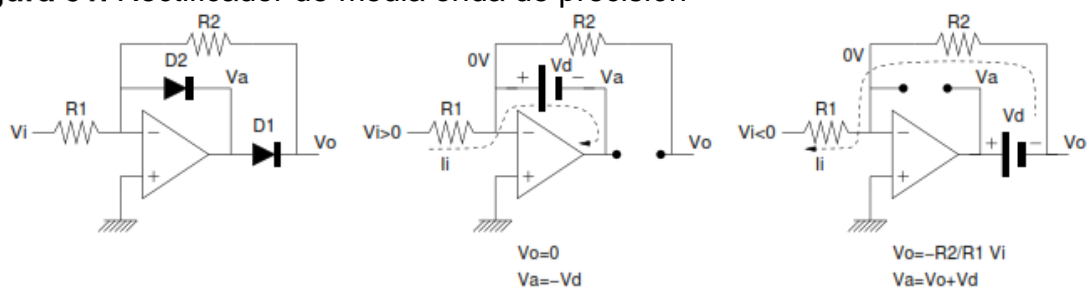 Rectificador de media onda de precisión
R2
D2
Va
R1
Vi
D1
Vo
−
+
R2
0V
Vd
+
−
Va
R1
Vi>0
Ii
Vo
−
+
Vo=0
Va=−Vd
R2
0V
Va
R1
Vi<0
Ii
Vd
+
−
Vo
−
+
Vo=−R2/R1 Vi
Va=Vo+Vd